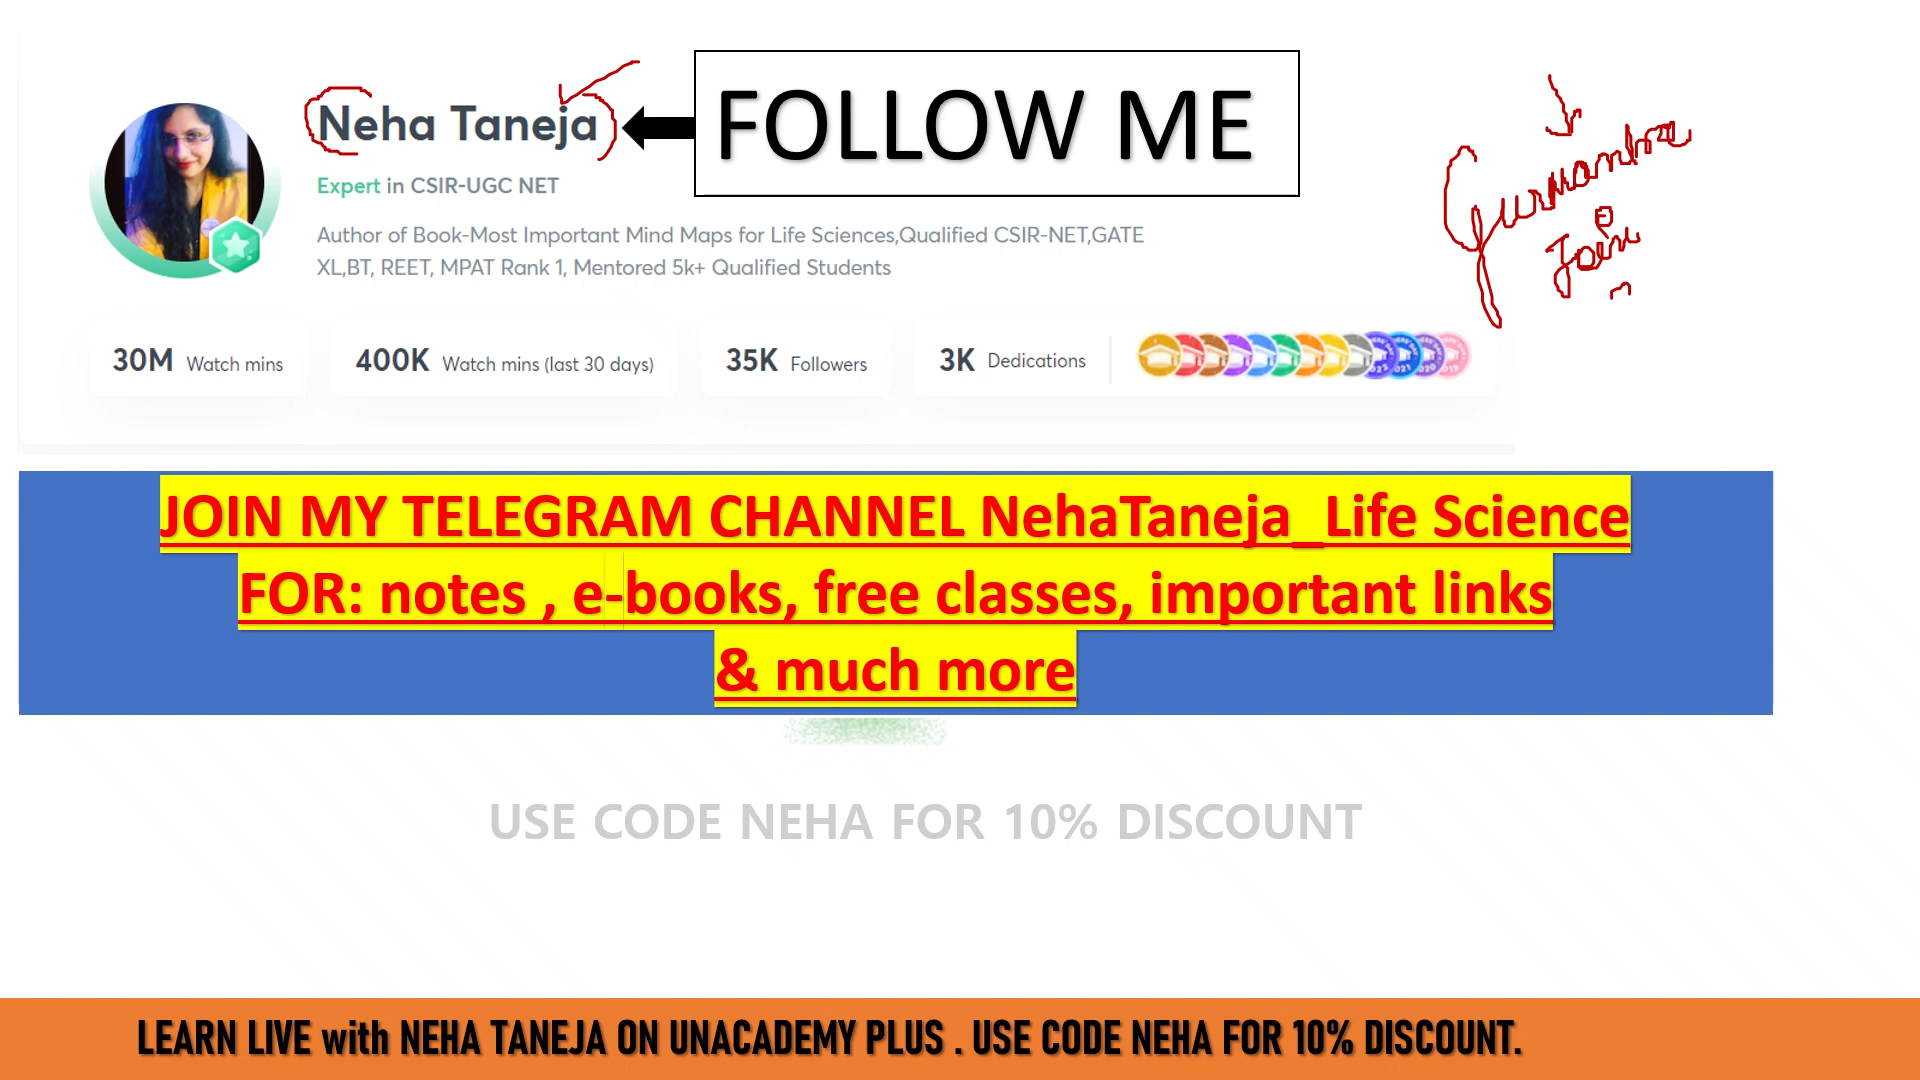 Neha Taneja
FOLLOW ME
Expert in CSIR-UGC NET
Author of Book-Most Important Mind Maps for Life Sciences,Qualified CSIR-NET,GATE
XL,BT, REET, MPAT Rank 1, Mentored 5k+ Qualified Students
30M Watch mins
400K Watch mins (last 30 days)
35K Followers
3K Dedications
JOIN MY TELEGRAM CHANNEL NehaTaneja_Life Science
FOR: notes , e-books, free classes, important links
& much more
USE CODE NEHA FOR 10% DISCOUNT
LEARN LIVE with NEHA TANEJA ON UNACADEMY PLUS . USE CODE NEHA FOR 10% DISCOUNT.